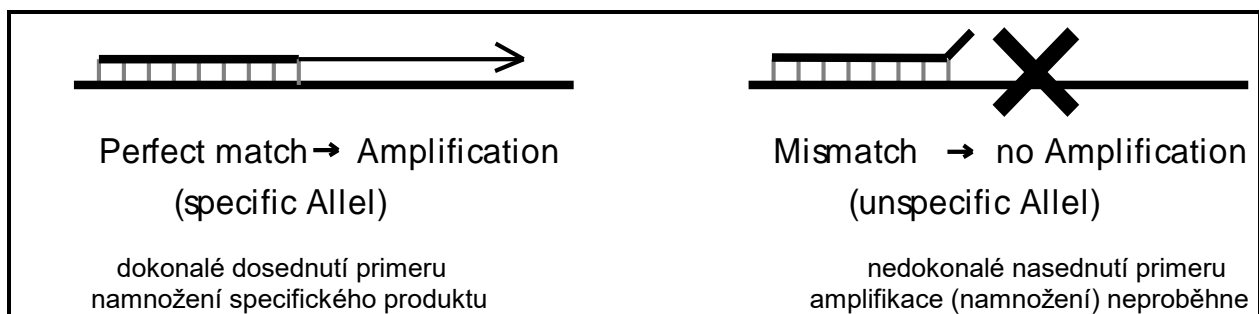 Perfect match → Amplification
(specific Allel)
dokonalé dosednutí primeru
namnožení specifického produktu
Mismatch → no Amplification
(unspecific Allel)
nedokonalé nasednutí primeru
amplifikace (namnožení) neproběhne